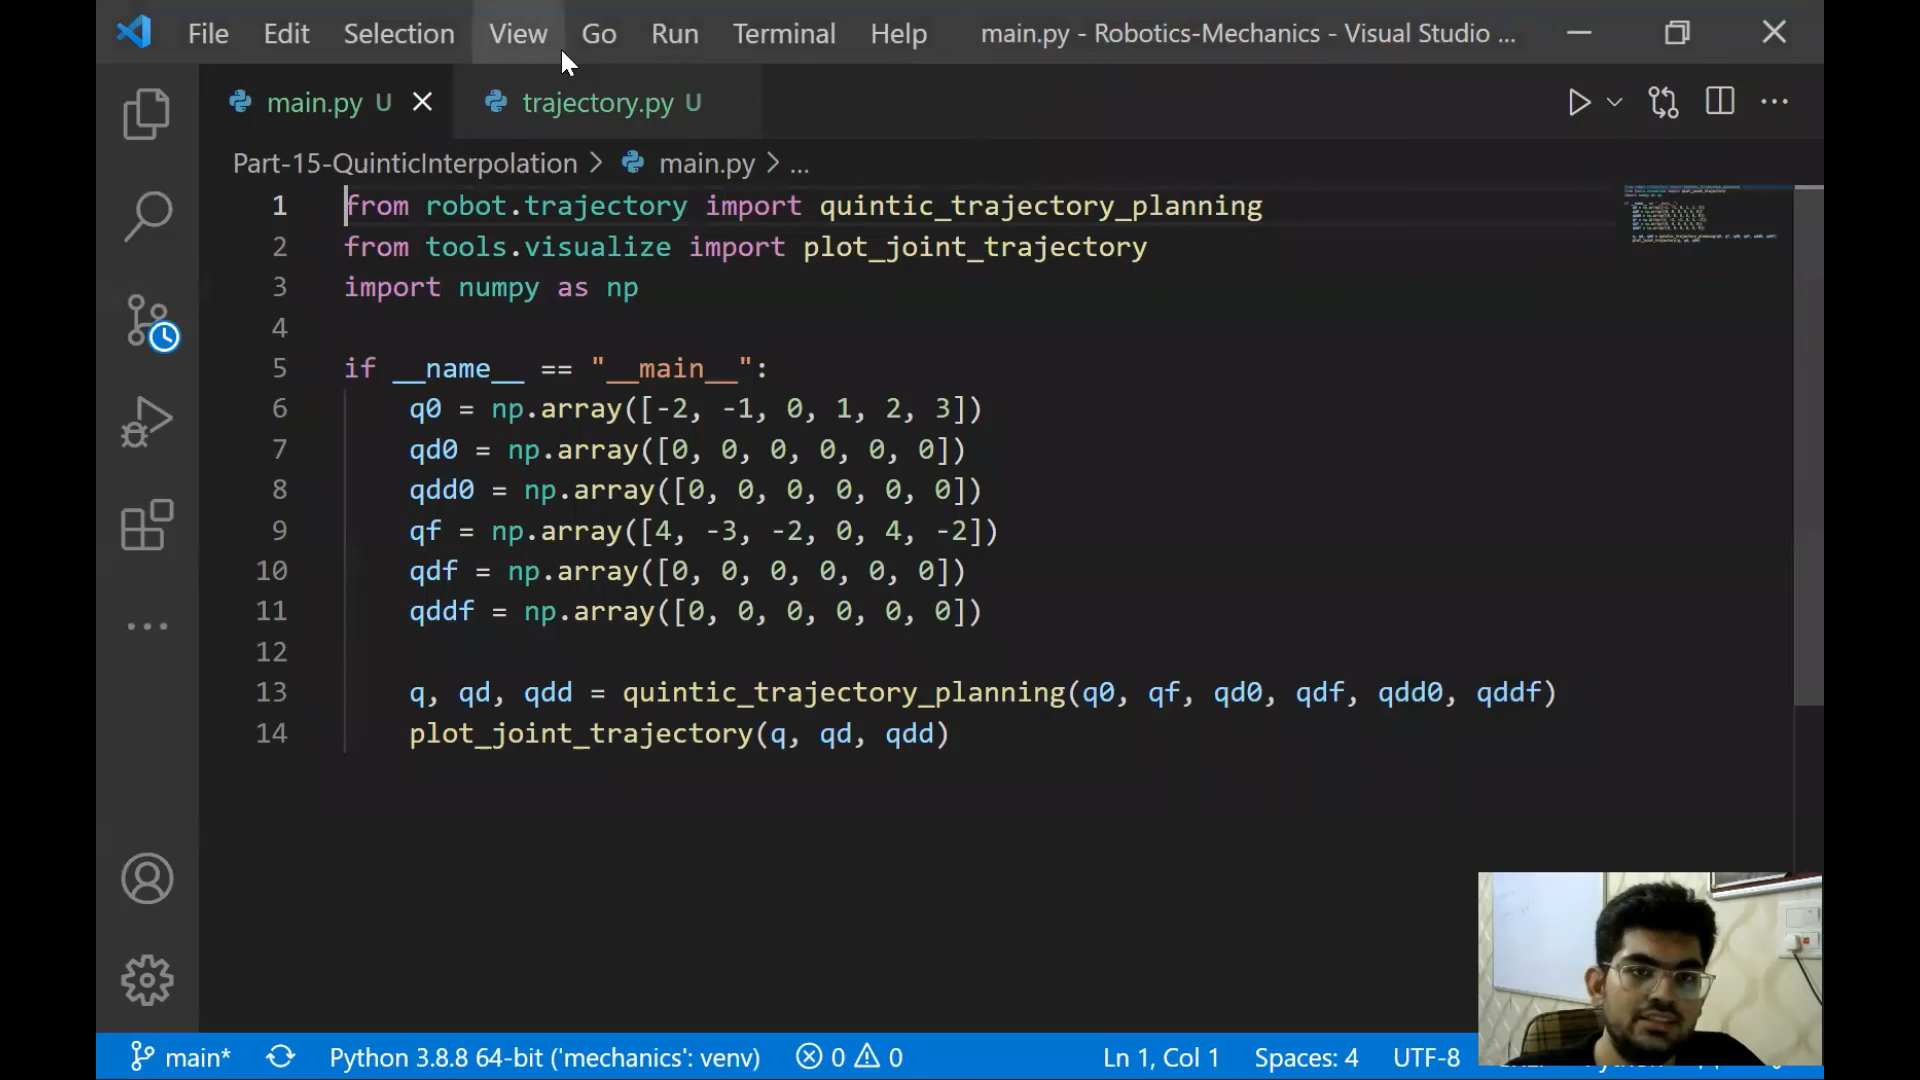 File Edit Selection View Go Run Terminal Help main.py - Robotics-Mechanics - Visual Studio ...
main.py U trajectory.py U
Part-15-QuinticInterpolation > main.py > ...
1 from robot.trajectory import quintic_trajectory_planning
2 from tools.visualize import plot_joint_trajectory
3 import numpy as np
4
5 if __name__ == "__main__":
6 q0 = np.array([-2, -1, 0, 1, 2, 3])
7 qd0 = np.array([0, 0, 0, 0, 0, 0])
8 qdd0 = np.array([0, 0, 0, 0, 0, 0])
9 qf = np.array([4, -3, -2, 0, 4, -2])
10 qdf = np.array([0, 0, 0, 0, 0, 0])
11 qddf = np.array([0, 0, 0, 0, 0, 0])
12
13 q, qd, qdd = quintic_trajectory_planning(q0, qf, qd0, qdf, qdd0, qddf)
14 plot_joint_trajectory(q, qd, qdd)
main* Python 3.8.8 64-bit ('mechanics': venv) 0 0 Ln 1, Col 1 Spaces: 4 UTF-8